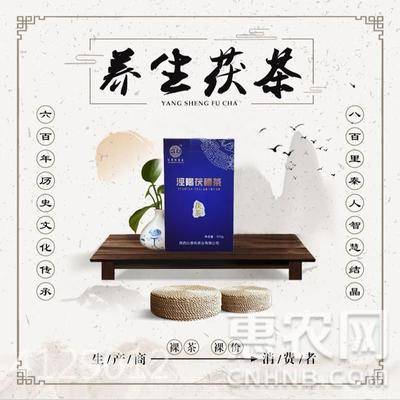 养生茯茶
YANG SHENG FU CHA
六百年历史文化传承
八百里秦人智慧结晶
泾阳茯砖茶
生/产/商
裸茶 裸价
消/费/者
惠农网
CNHNB.COM